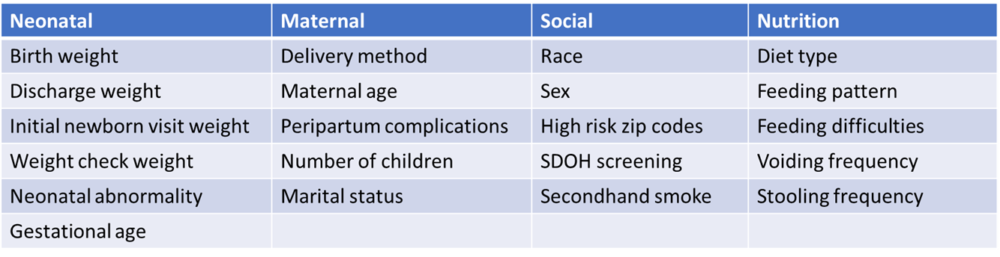 Neonatal Maternal Social Nutrition
Birth weight Delivery method Race Diet type
Discharge weight Maternal age Sex Feeding pattern
Initial newborn visit weight Peripartum complications High risk zip codes Feeding difficulties
Weight check weight Number of children SDOH screening Voiding frequency
Neonatal abnormality Marital status Secondhand smoke Stooling frequency
Gestational age